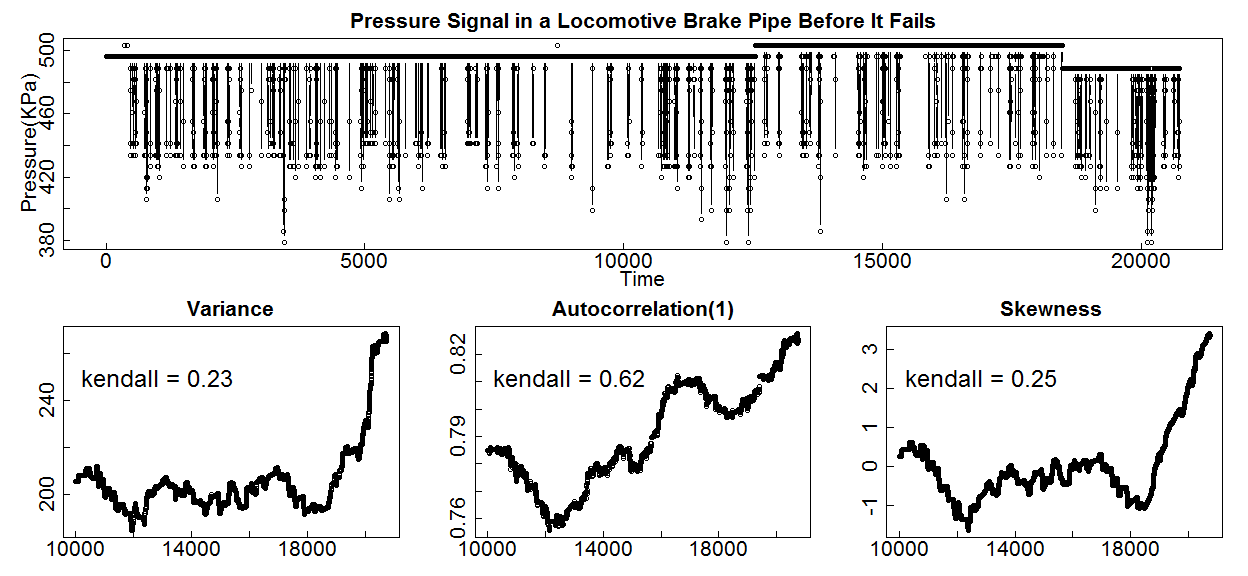 Pressure Signal in a Locomotive Brake Pipe Before It Fails
Pressure(KPa)
500
460
420
380
0 5000 10000 15000 20000
Time
Variance
kendall = 0.23
240
200
10000 14000 18000
Autocorrelation(1)
kendall = 0.62
0.82
0.79
0.76
10000 14000 18000
Skewness
kendall = 0.25
3
2
1
0
-1
10000 14000 18000